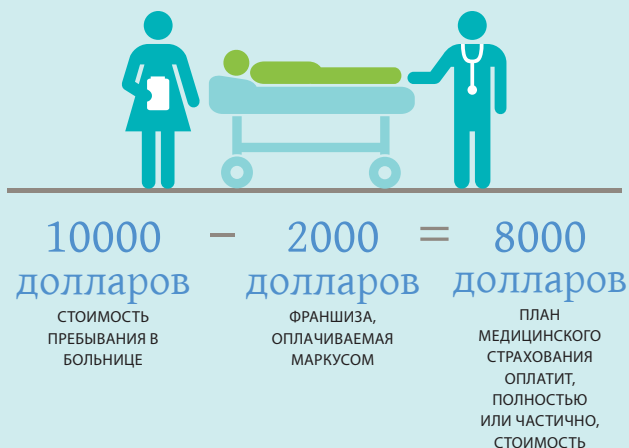 10000 − 2000 = 8000
долларов долларов долларов
СТОИМОСТЬ
ПРЕБЫВАНИЯ В
БОЛЬНИЦЕ
ФРАНШИЗА,
ОПЛАЧИВАЕМАЯ
МАРКУСОМ
ПЛАН
МЕДИЦИНСКОГО
СТРАХОВАНИЯ
ОПЛАТИТ,
ПОЛНОСТЬЮ
ИЛИ ЧАСТИЧНО,
СТОИМОСТЬ